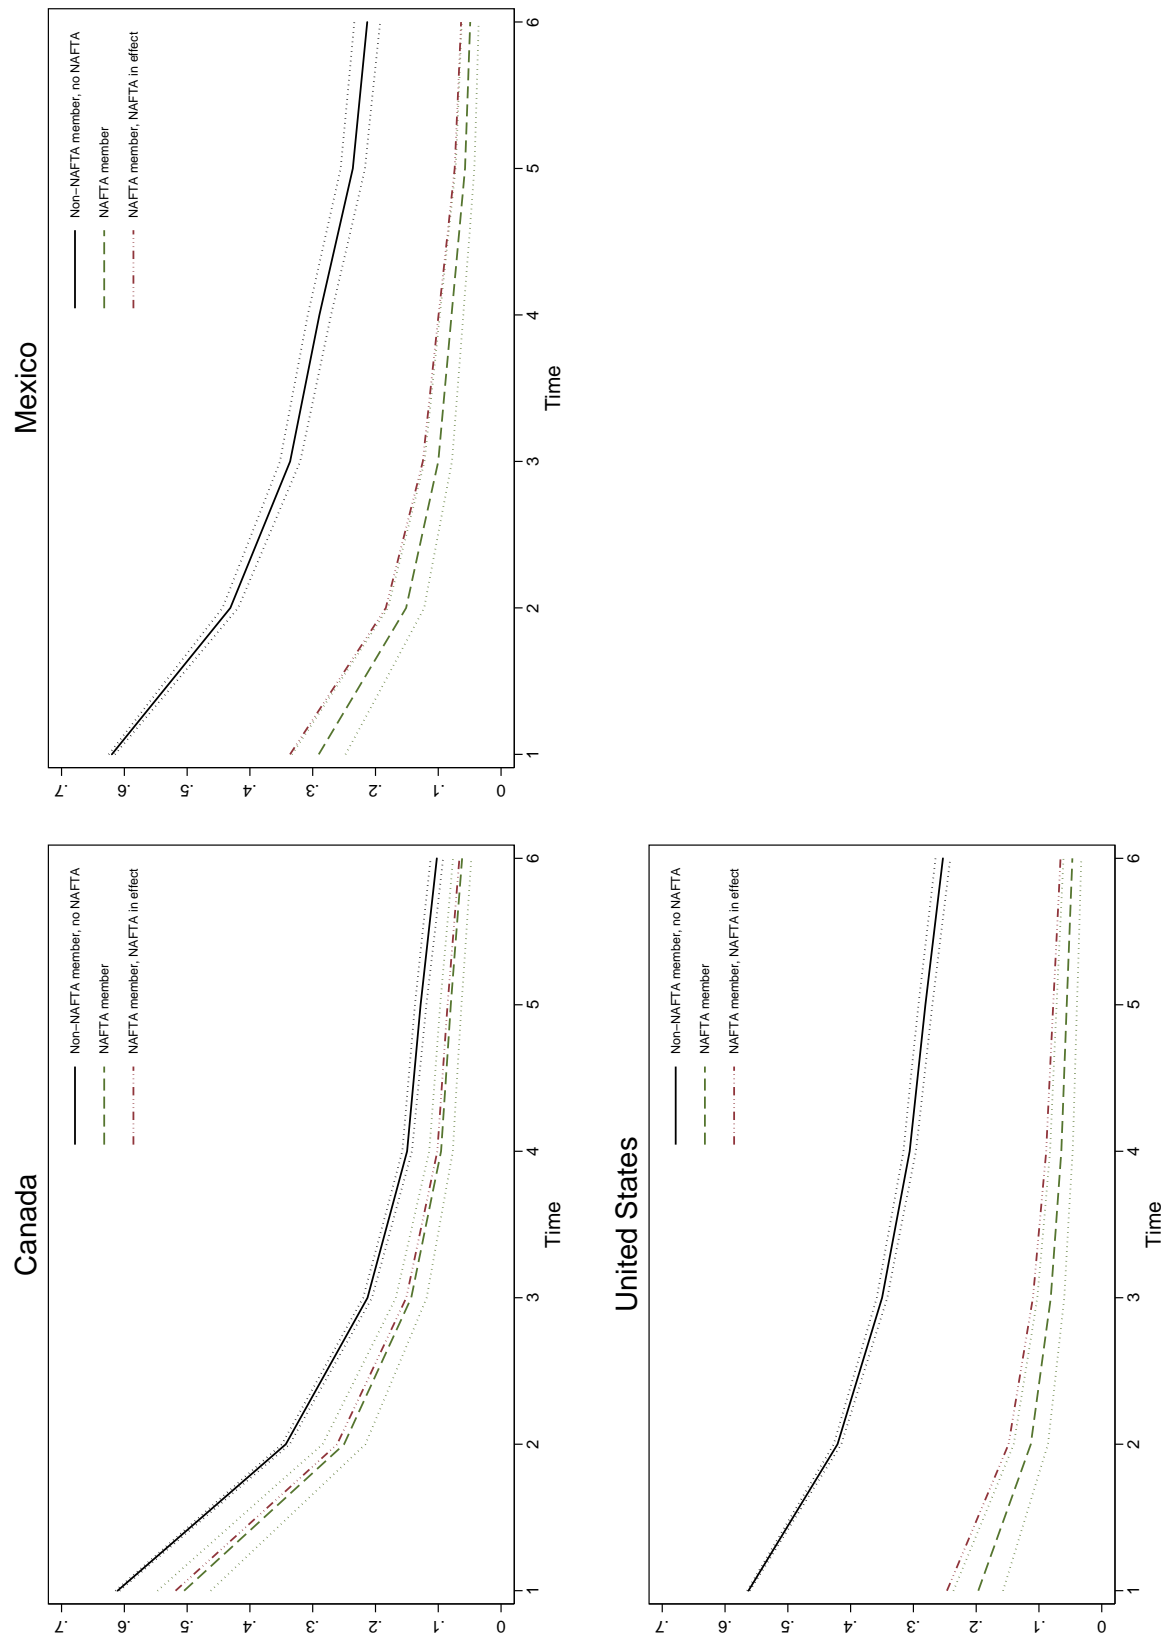 Canada
.7
.6
.5
.4
.3
.2
.1
0
1 2 3 4 5 6
Time
Non−NAFTA member, no NAFTA
NAFTA member
NAFTA member, NAFTA in effect
Mexico
.7
.6
.5
.4
.3
.2
.1
0
1 2 3 4 5 6
Time
Non−NAFTA member, no NAFTA
NAFTA member
NAFTA member, NAFTA in effect
United States
.7
.6
.5
.4
.3
.2
.1
0
1 2 3 4 5 6
Time
Non−NAFTA member, no NAFTA
NAFTA member
NAFTA member, NAFTA in effect